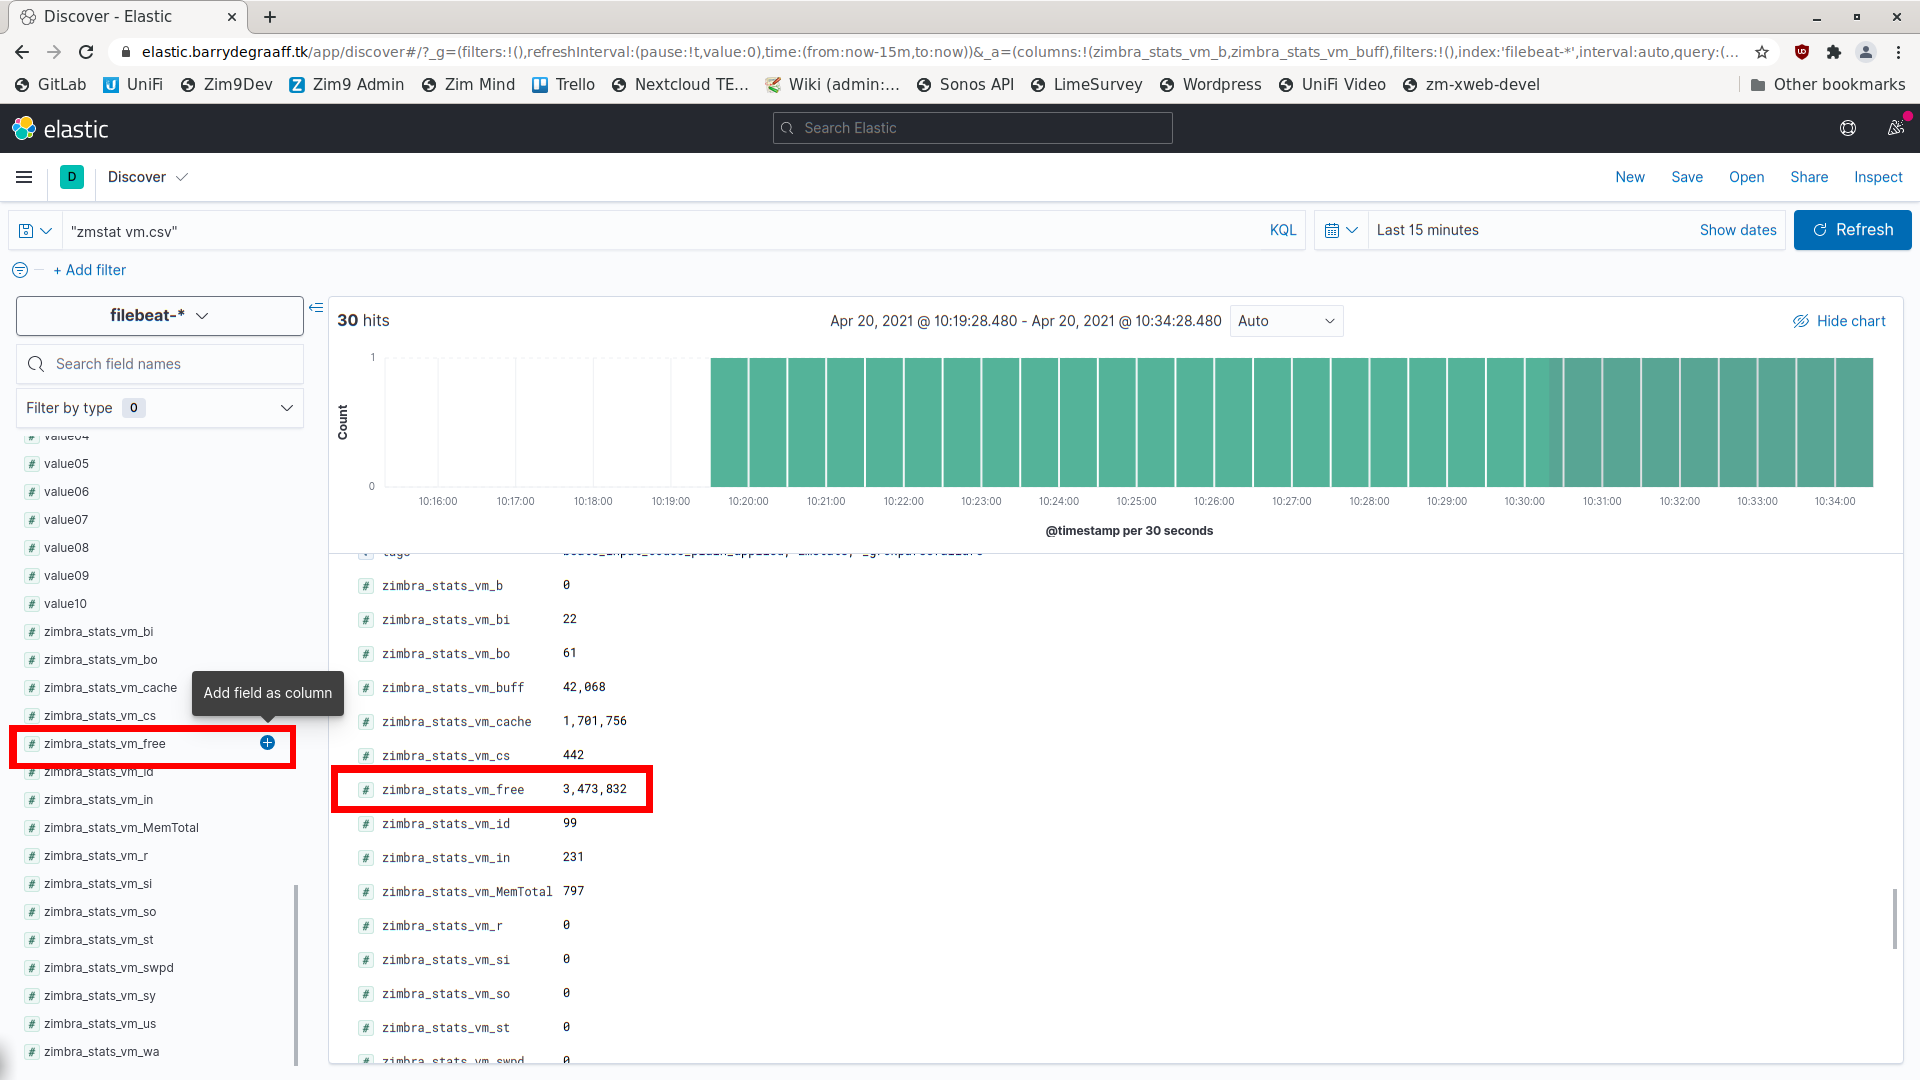 Discover - Elastic
elastic.barrydegraaff.tk/app/discover#/?_g=(filters:!(),refreshInterval:(pause:!t,value:0),time:(from:now-15m,to:now))&_a=(columns:!(zimbra_stats_vm_b,zimbra_stats_vm_buff),filters:!(),index:'filebeat-*',interval:auto,query:(...
GitLab UniFi Zim9Dev Zim9 Admin Zim Mind Trello Nextcloud TE... Wiki (admin:... Sonos API LimeSurvey Wordpress UniFi Video zm-xweb-devel Other bookmarks
elastic Search Elastic
D Discover New Save Open Share Inspect
"zmstat vm.csv" KQL Last 15 minutes Show dates Refresh
+ Add filter
filebeat-*
Search field names
Filter by type 0
# value04
# value05
# value06
# value07
# value08
# value09
# value10
# zimbra_stats_vm_bi
# zimbra_stats_vm_bo
# zimbra_stats_vm_cache
Add field as column
# zimbra_stats_vm_cs
# zimbra_stats_vm_free
# zimbra_stats_vm_id
# zimbra_stats_vm_in
# zimbra_stats_vm_MemTotal
# zimbra_stats_vm_r
# zimbra_stats_vm_si
# zimbra_stats_vm_so
# zimbra_stats_vm_st
# zimbra_stats_vm_swpd
# zimbra_stats_vm_sy
# zimbra_stats_vm_us
# zimbra_stats_vm_wa
30 hits Apr 20, 2021 @ 10:19:28.480 - Apr 20, 2021 @ 10:34:28.480 Auto Hide chart
1
Count
0
10:16:00 10:17:00 10:18:00 10:19:00 10:20:00 10:21:00 10:22:00 10:23:00 10:24:00 10:25:00 10:26:00 10:27:00 10:28:00 10:29:00 10:30:00 10:31:00 10:32:00 10:33:00 10:34:00
@timestamp per 30 seconds
# zimbra_stats_vm_b 0
# zimbra_stats_vm_bi 22
# zimbra_stats_vm_bo 61
# zimbra_stats_vm_buff 42,068
# zimbra_stats_vm_cache 1,701,756
# zimbra_stats_vm_cs 442
# zimbra_stats_vm_free 3,473,832
# zimbra_stats_vm_id 99
# zimbra_stats_vm_in 231
# zimbra_stats_vm_MemTotal 797
# zimbra_stats_vm_r 0
# zimbra_stats_vm_si 0
# zimbra_stats_vm_so 0
# zimbra_stats_vm_st 0
# zimbra_stats_vm_swpd 0